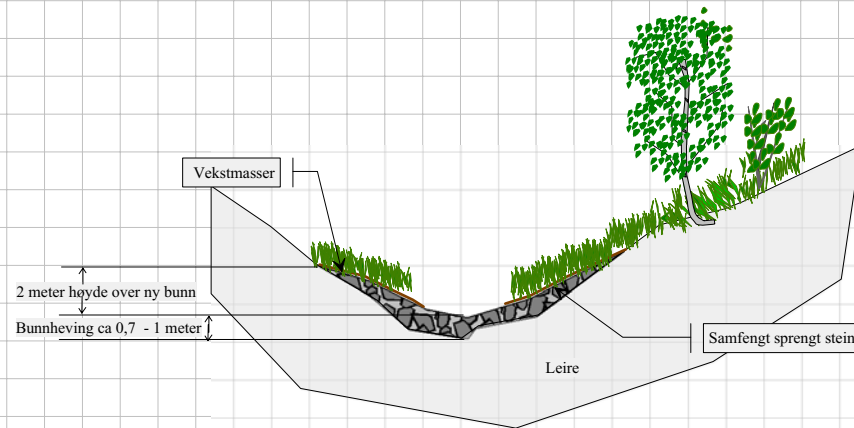 Vekstmasser
2 meter høyde over ny bunn
Bunnheving ca 0,7 - 1 meter
Samfengt sprengt stein
Leire